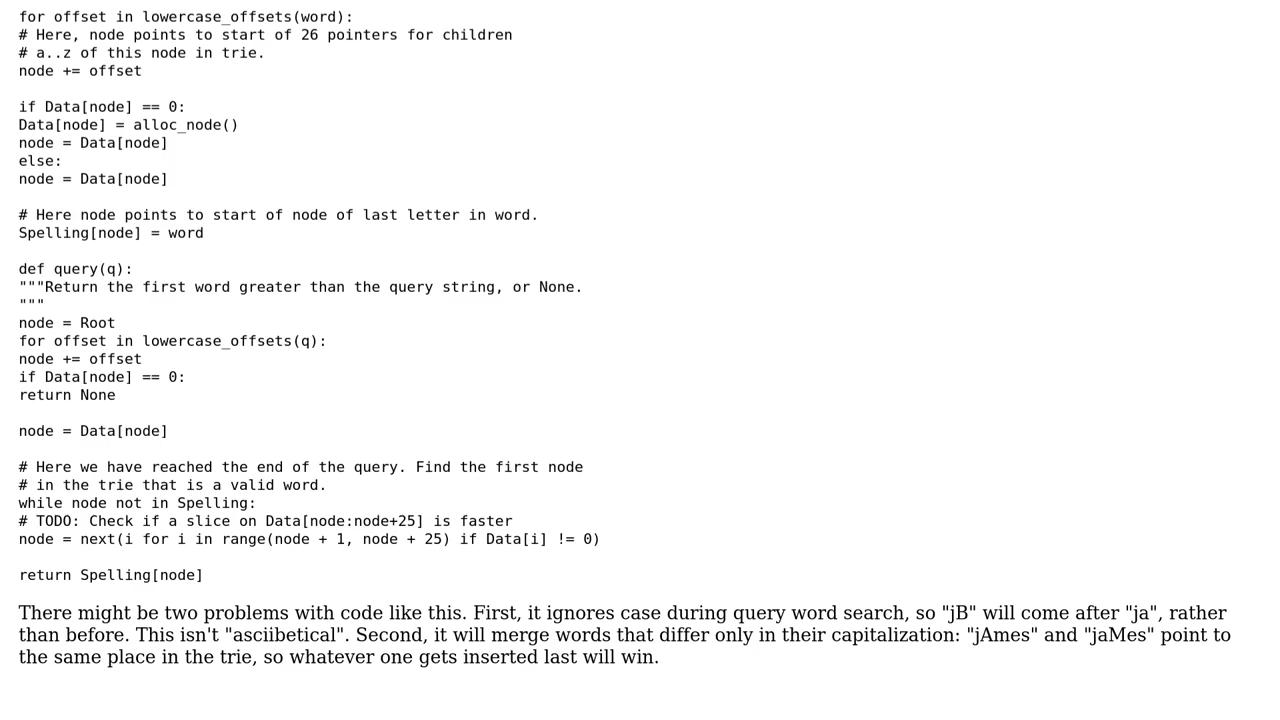 for offset in lowercase_offsets(word):
# Here, node points to start of 26 pointers for children
# a..z of this node in trie.
node += offset
if Data[node] == 0:
Data[node] = alloc_node()
node = Data[node]
else:
node = Data[node]
# Here node points to start of node of last letter in word.
Spelling[node] = word
def query(q):
"""Return the first word greater than the query string, or None.
"""
node = Root
for offset in lowercase_offsets(q):
node += offset
if Data[node] == 0:
return None
node = Data[node]
# Here we have reached the end of the query. Find the first node
# in the trie that is a valid word.
while node not in Spelling:
# TODO: Check if a slice on Data[node:node+25] is faster
node = next(i for i in range(node + 1, node + 25) if Data[i] != 0)
return Spelling[node]
There might be two problems with code like this. First, it ignores case during query word search, so "jB" will come after "ja", rather
than before. This isn't "asciibetical". Second, it will merge words that differ only in their capitalization: "jAmes" and "jaMes" point to
the same place in the trie, so whatever one gets inserted last will win.